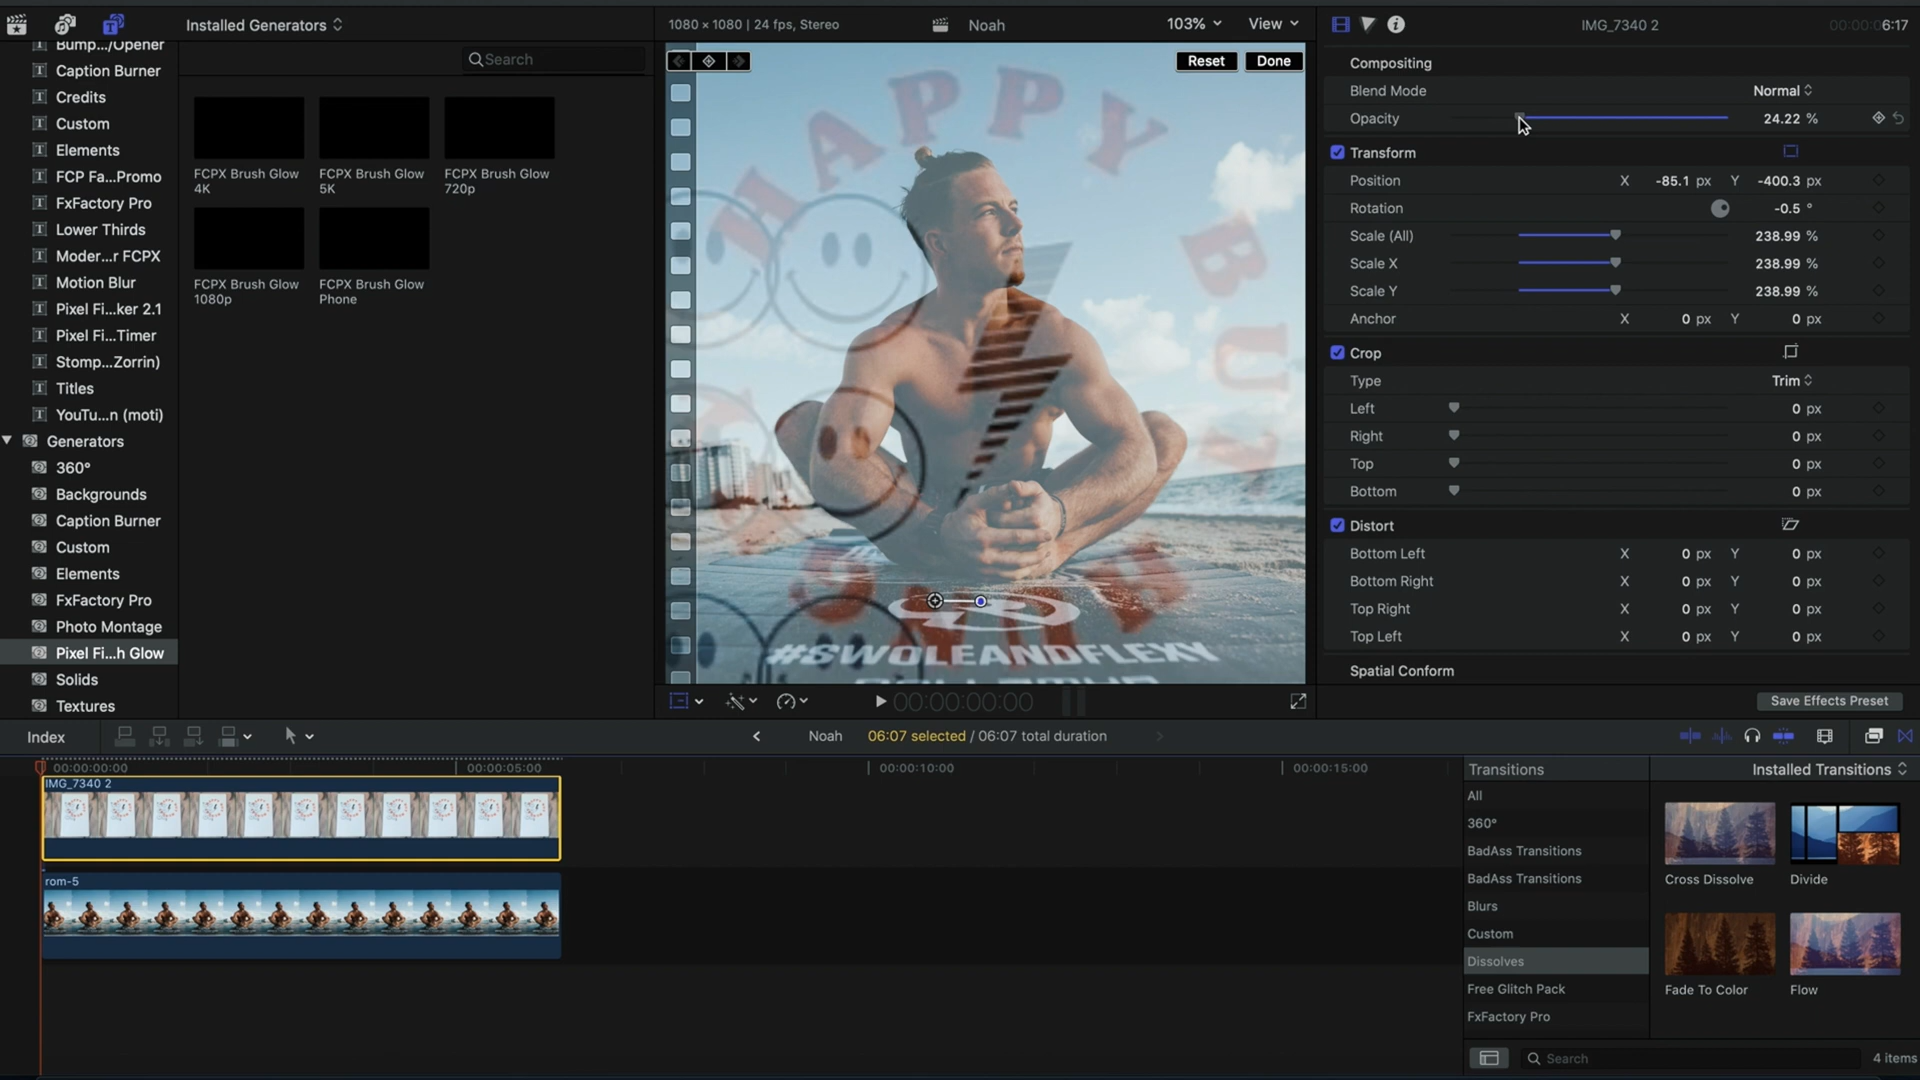 Installed Generators
1080 × 1080 | 24 fps, Stereo
Noah
103%
View
IMG_7340 2
00:00:06:17
Bump.../Opener
Caption Burner
Credits
Custom
Elements
FCP Fa...Promo
FxFactory Pro
Lower Thirds
Moder...r FCPX
Motion Blur
Pixel Fi...ker 2.1
Pixel Fi...Timer
Stomp...Zorrin)
Titles
YouTu...n (moti)
Generators
360°
Backgrounds
Caption Burner
Custom
Elements
FxFactory Pro
Photo Montage
Pixel Fi...h Glow
Solids
Textures
Search
FCPX Brush Glow
4K
FCPX Brush Glow
5K
FCPX Brush Glow
720p
FCPX Brush Glow
1080p
FCPX Brush Glow
Phone
Reset
Done
HAPPY
BUT
#SWOLEANDFLEXY
00:00:00:00
Compositing
Blend Mode Normal
Opacity 24.22 %
Transform
Position X -85.1 px Y -400.3 px
Rotation -0.5 °
Scale (All) 238.99 %
Scale X 238.99 %
Scale Y 238.99 %
Anchor X 0 px Y 0 px
Crop
Type Trim
Left 0 px
Right 0 px
Top 0 px
Bottom 0 px
Distort
Bottom Left X 0 px Y 0 px
Bottom Right X 0 px Y 0 px
Top Right X 0 px Y 0 px
Top Left X 0 px Y 0 px
Spatial Conform
Save Effects Preset
Index
Noah
06:07 selected / 06:07 total duration
00:00:00:00
00:00:05:00
00:00:10:00
00:00:15:00
IMG_7340 2
rom-5
Transitions
Installed Transitions
All
360°
BadAss Transitions
BadAss Transitions
Blurs
Custom
Dissolves
Free Glitch Pack
FxFactory Pro
Cross Dissolve
Divide
Fade To Color
Flow
Search
4 items